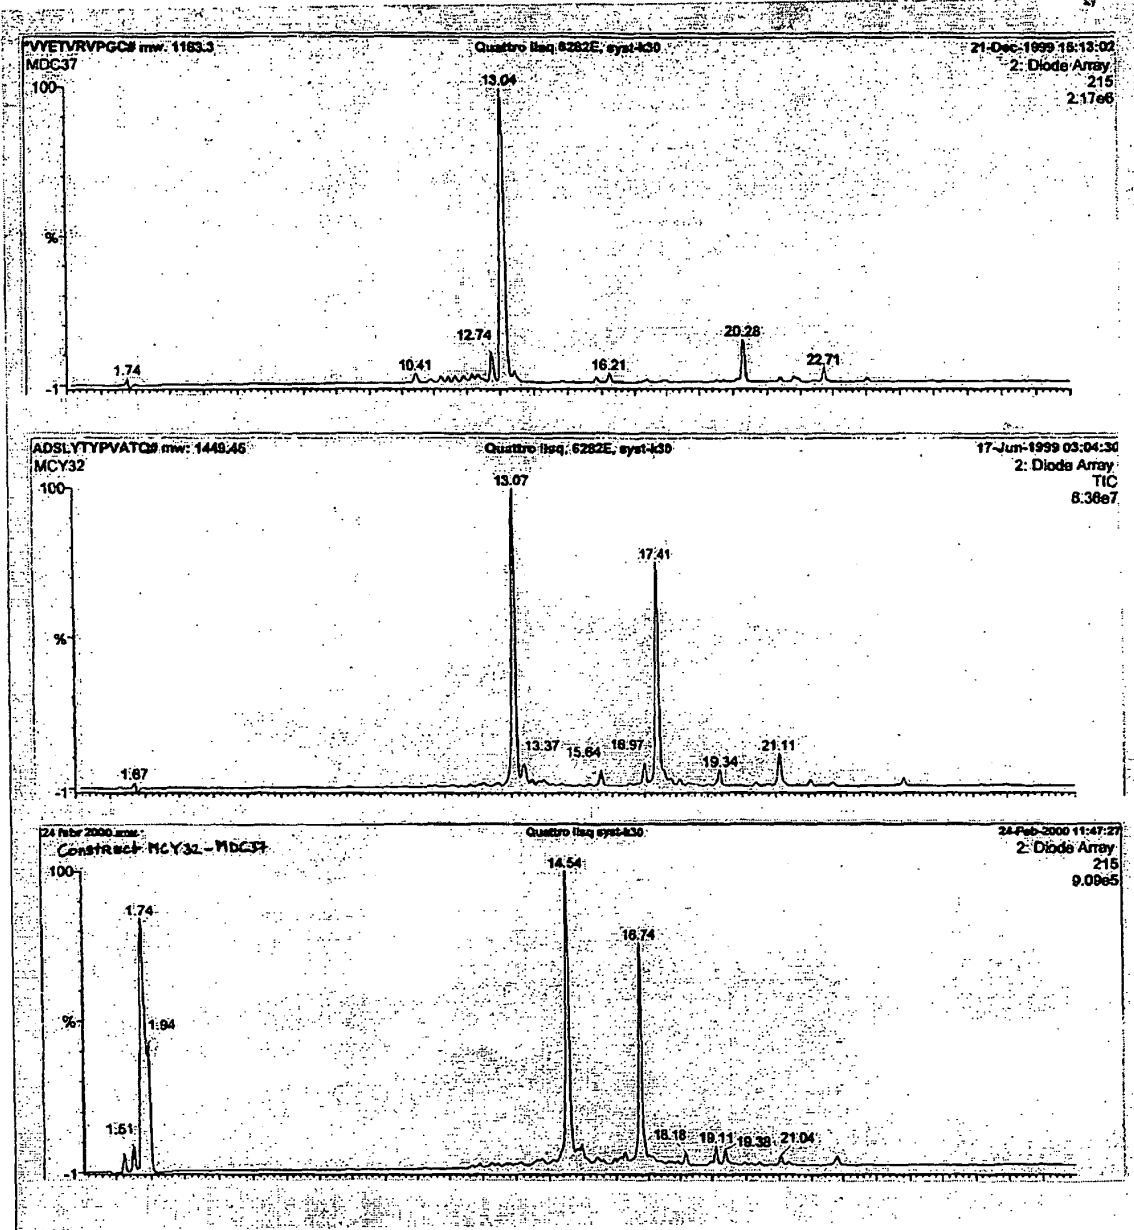 *VYETVRVPGC# mw. 1163.3 Quattro IIsq 6282E, syst-k30 21-Dec-1999 15:13:02
MDC37 2: Diode Array
215
2.17e6
100
13.04
%
12.74
20.28
1.74 10.41 16.21 22.71
-1
ADSLYTYPVATQ# mw: 1449.45 Quattro IIsq, 6282E, syst-k30 17-Jun-1999 03:04:30
MCY32 2: Diode Array
TIC
100 13.07
17.41
%
13.37 15.64 16.97 19.34 21.11
1.67
-1
24 febr 2000 Quattro IIsq syst-k30 24-Feb-2000 11:47:27
Construct MCY32-MDC37 2: Diode Array
215
9.09e5
100 14.54
1.74
16.74
%
1.94
1.51 18.18 19.11 19.38 21.04
-1